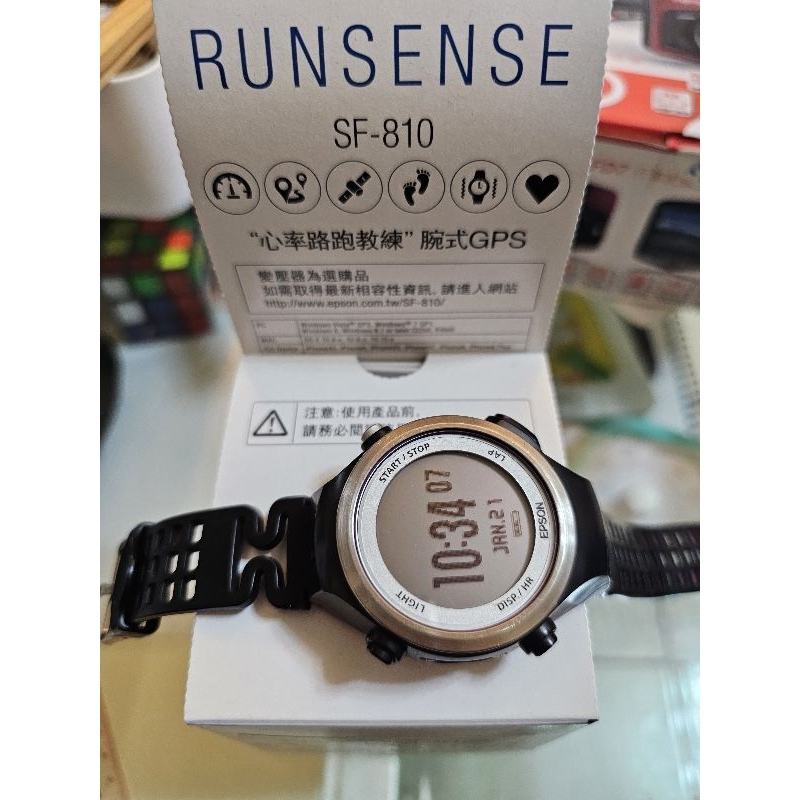 RUNSENSE
SF-810
“心率路跑教練” 腕式GPS
變壓器為選購品
如需取得最新相容性資訊, 請進入網站
http://www.epson.com.tw/SF-810/
注意:使用產品前,
請務必閱
START / STOP
LAP
10:34 07
JAN.21
EPSON
LIGHT
DISP / HR